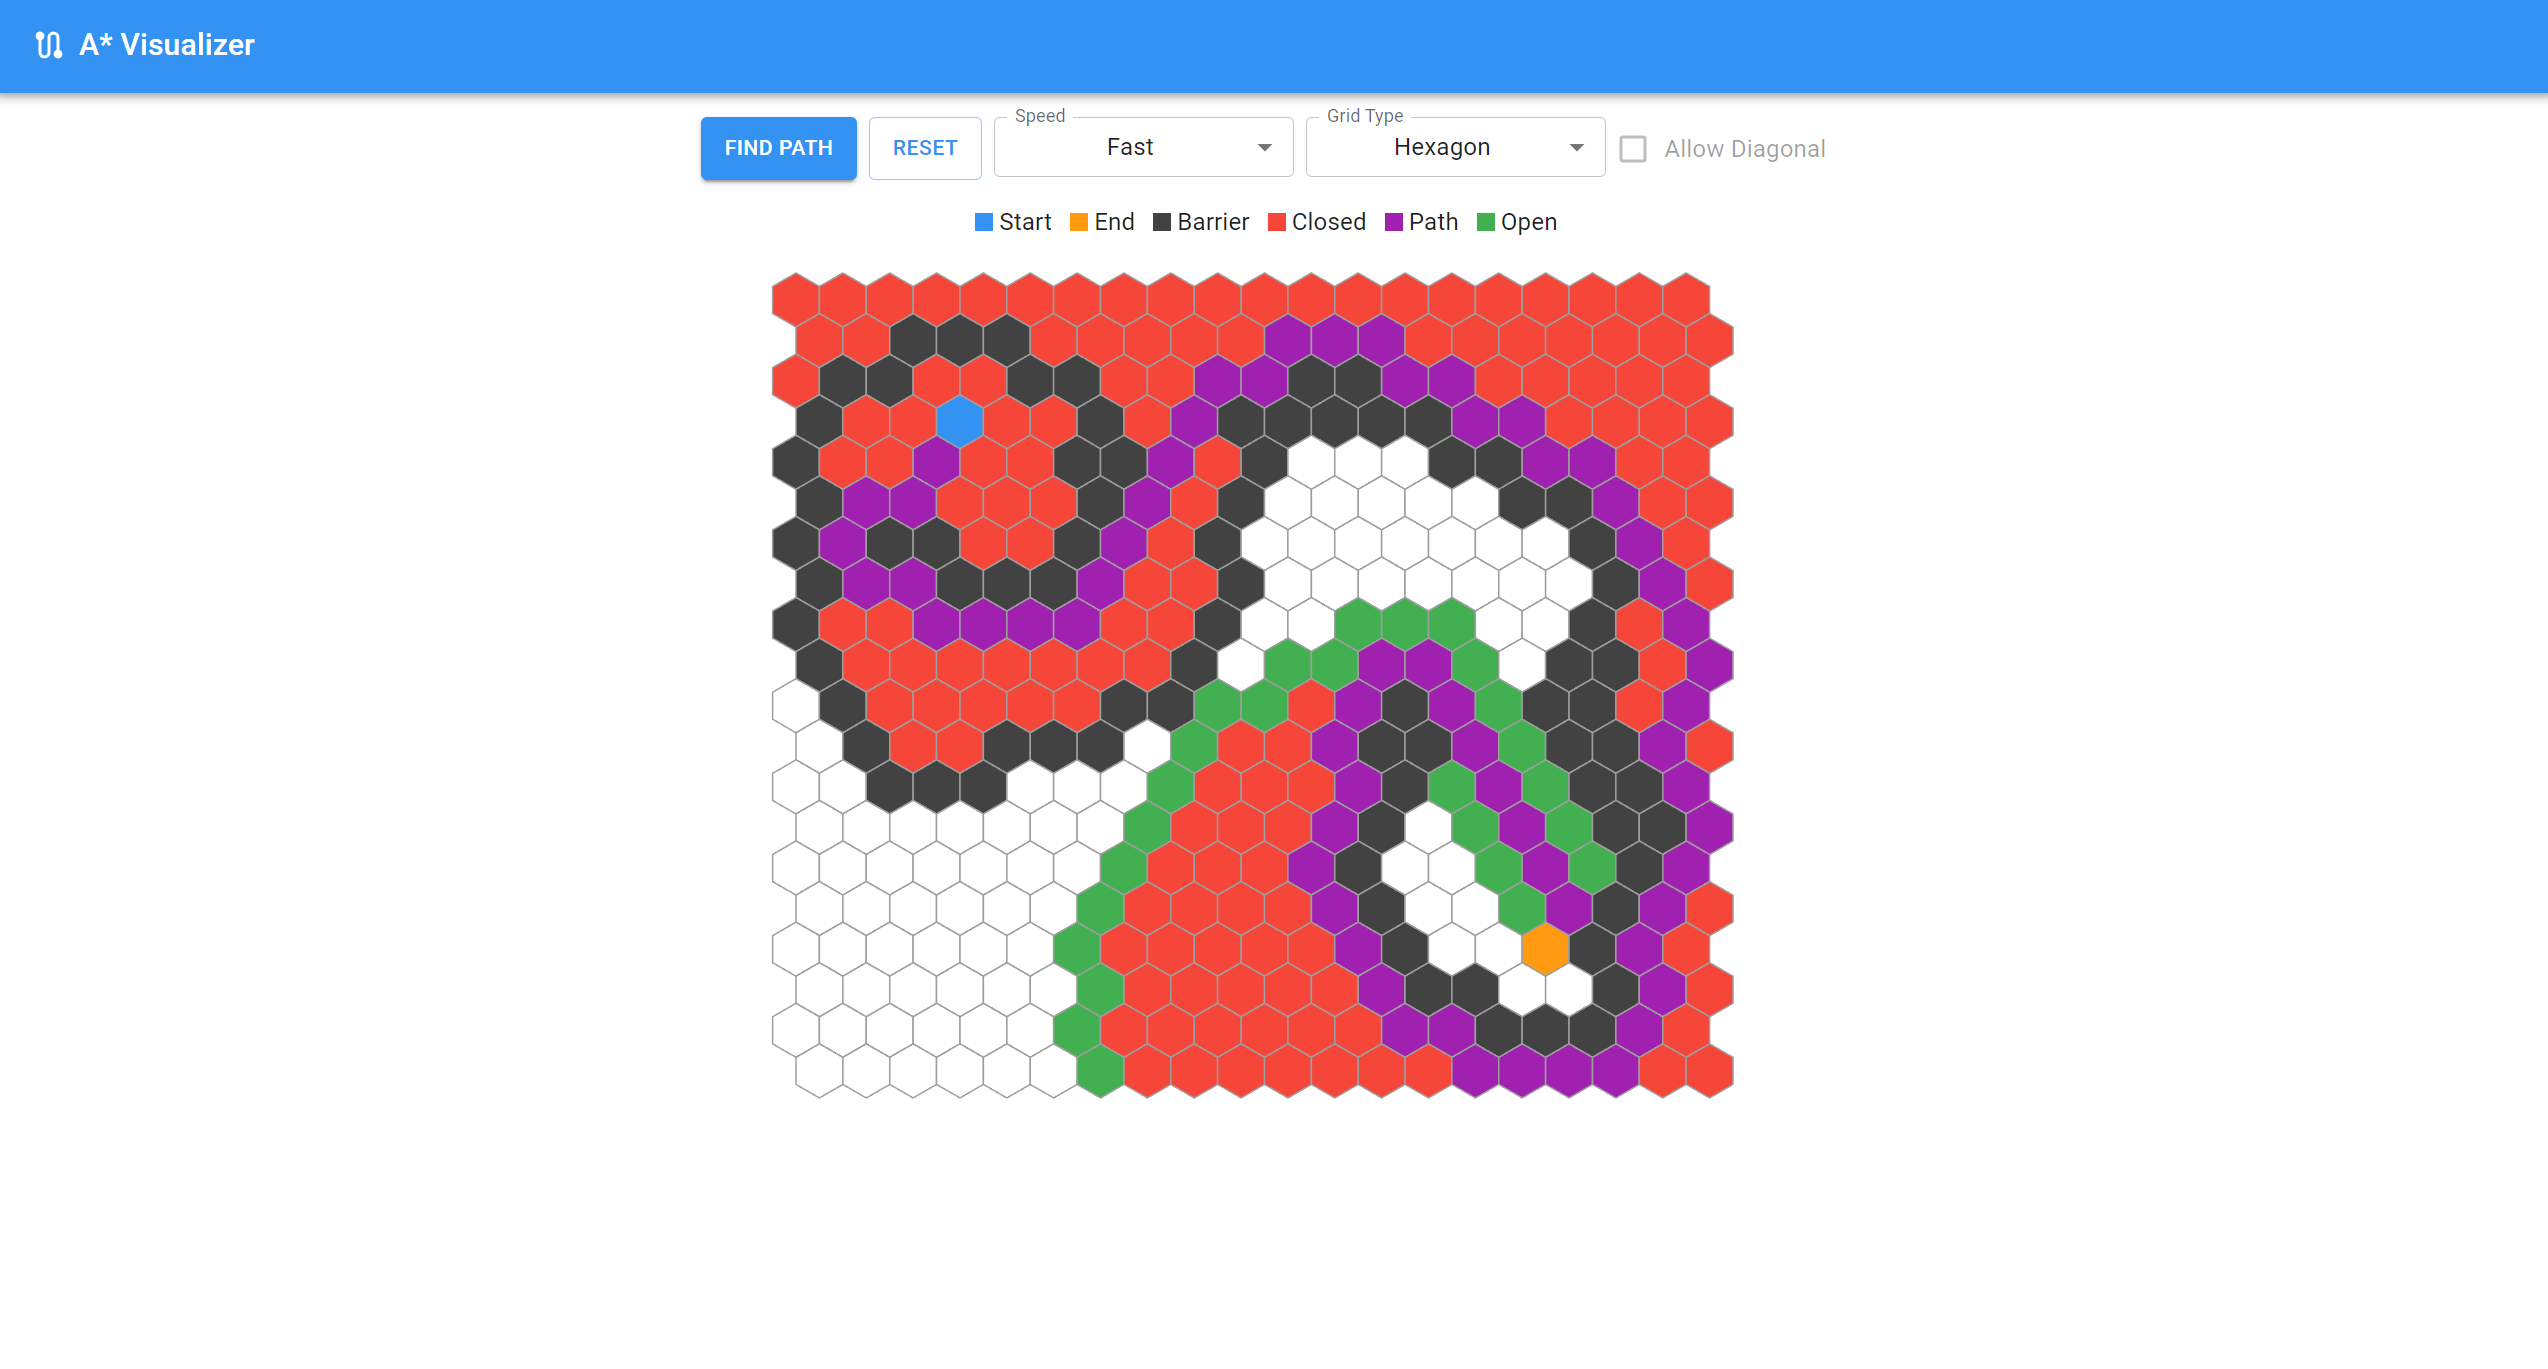 A* Visualizer
Speed
Grid Type
FIND PATH RESET Fast Hexagon Allow Diagonal
Start End Barrier Closed Path Open